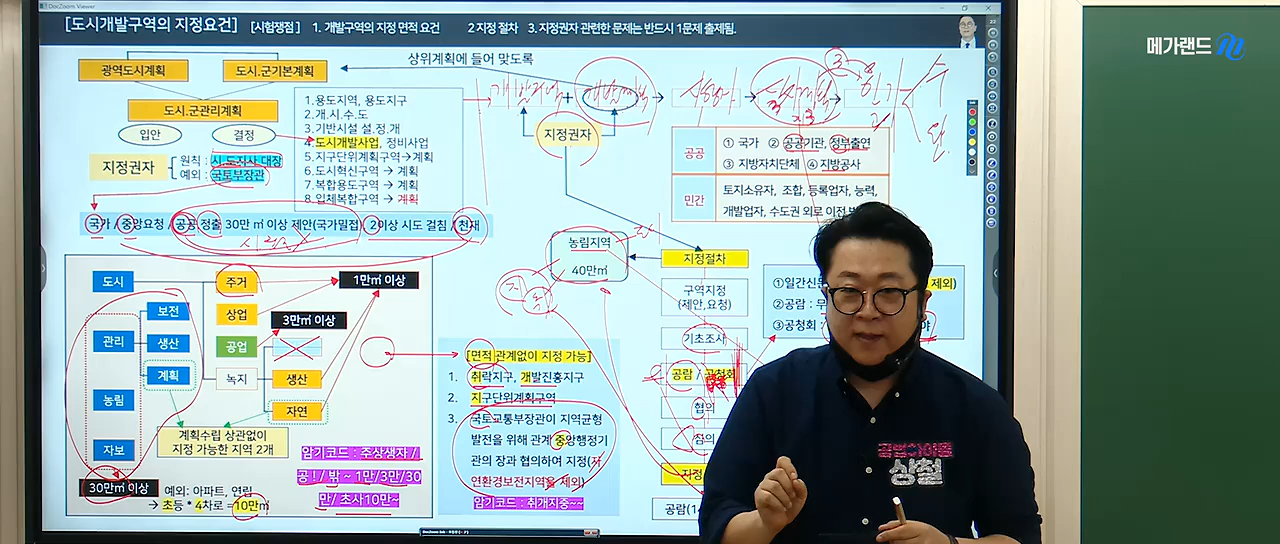 DocZoom Viewer
[도시개발구역의 지정요건] [시험쟁점] 1. 개발구역의 지정 면적 요건 2 지정 절차 3. 지정권자 관련한 문제는 반드시 1문제 출제됨.
메가랜드
상위계획에 들어 맞도록
광역도시계획
도시.군기본계획
도시.군관리계획
입안
결정
지정권자
원칙 : 시.도지사 대장
예외 : 국토부장관
1.용도지역, 용도지구
2.개.시.수.도
3.기반시설 설.정.개
4.도시개발사업, 정비사업
5.지구단위계획구역→계획
6.도시혁신구역 → 계획
7.복합용도구역 → 계획
8.입체복합구역 → 계획
지정권자
공공
① 국가 ② 공공기관, 정부출연
③ 지방자치단체 ④ 지방공사
민간
토지소유자, 조합, 등록업자, 능력,
개발업자, 수도권 외로 이전
국가 / 중앙요청 / 공공.정출 30만 ㎡이상 제안(국가밀접) / 2이상 시도 걸침 / 천재
도시
주거
1만㎡ 이상
보전
상업
3만㎡ 이상
관리
생산
공업
계획
녹지
생산
농림
자연
자보
계획수립 상관없이
지정 가능한 지역 2개
30만㎡ 이상
예외: 아파트, 연립
→ 초등 * 4차로 = 10만㎡
암기코드 : 주상생자 /
공 ! / 밖 ~ 1만/3만/30
만/ 초사10만~
[면적 관계없이 지정 가능]
1. 취락지구, 개발진흥지구
2. 지구단위계획구역
3. 국토교통부장관이 지역균형
발전을 위해 관계 중앙행정기
관의 장과 협의하여 지정(자
연환경보전지역을 제외)
암기코드 : 취개지중~~
농림지역
40만㎡
지정절차
구역지정
(제안,요청)
기초조사
공람 / 공청회
협의
심의
지정
공람(1
①일간신문
제외)
②공람 :
③공청회 :
상철